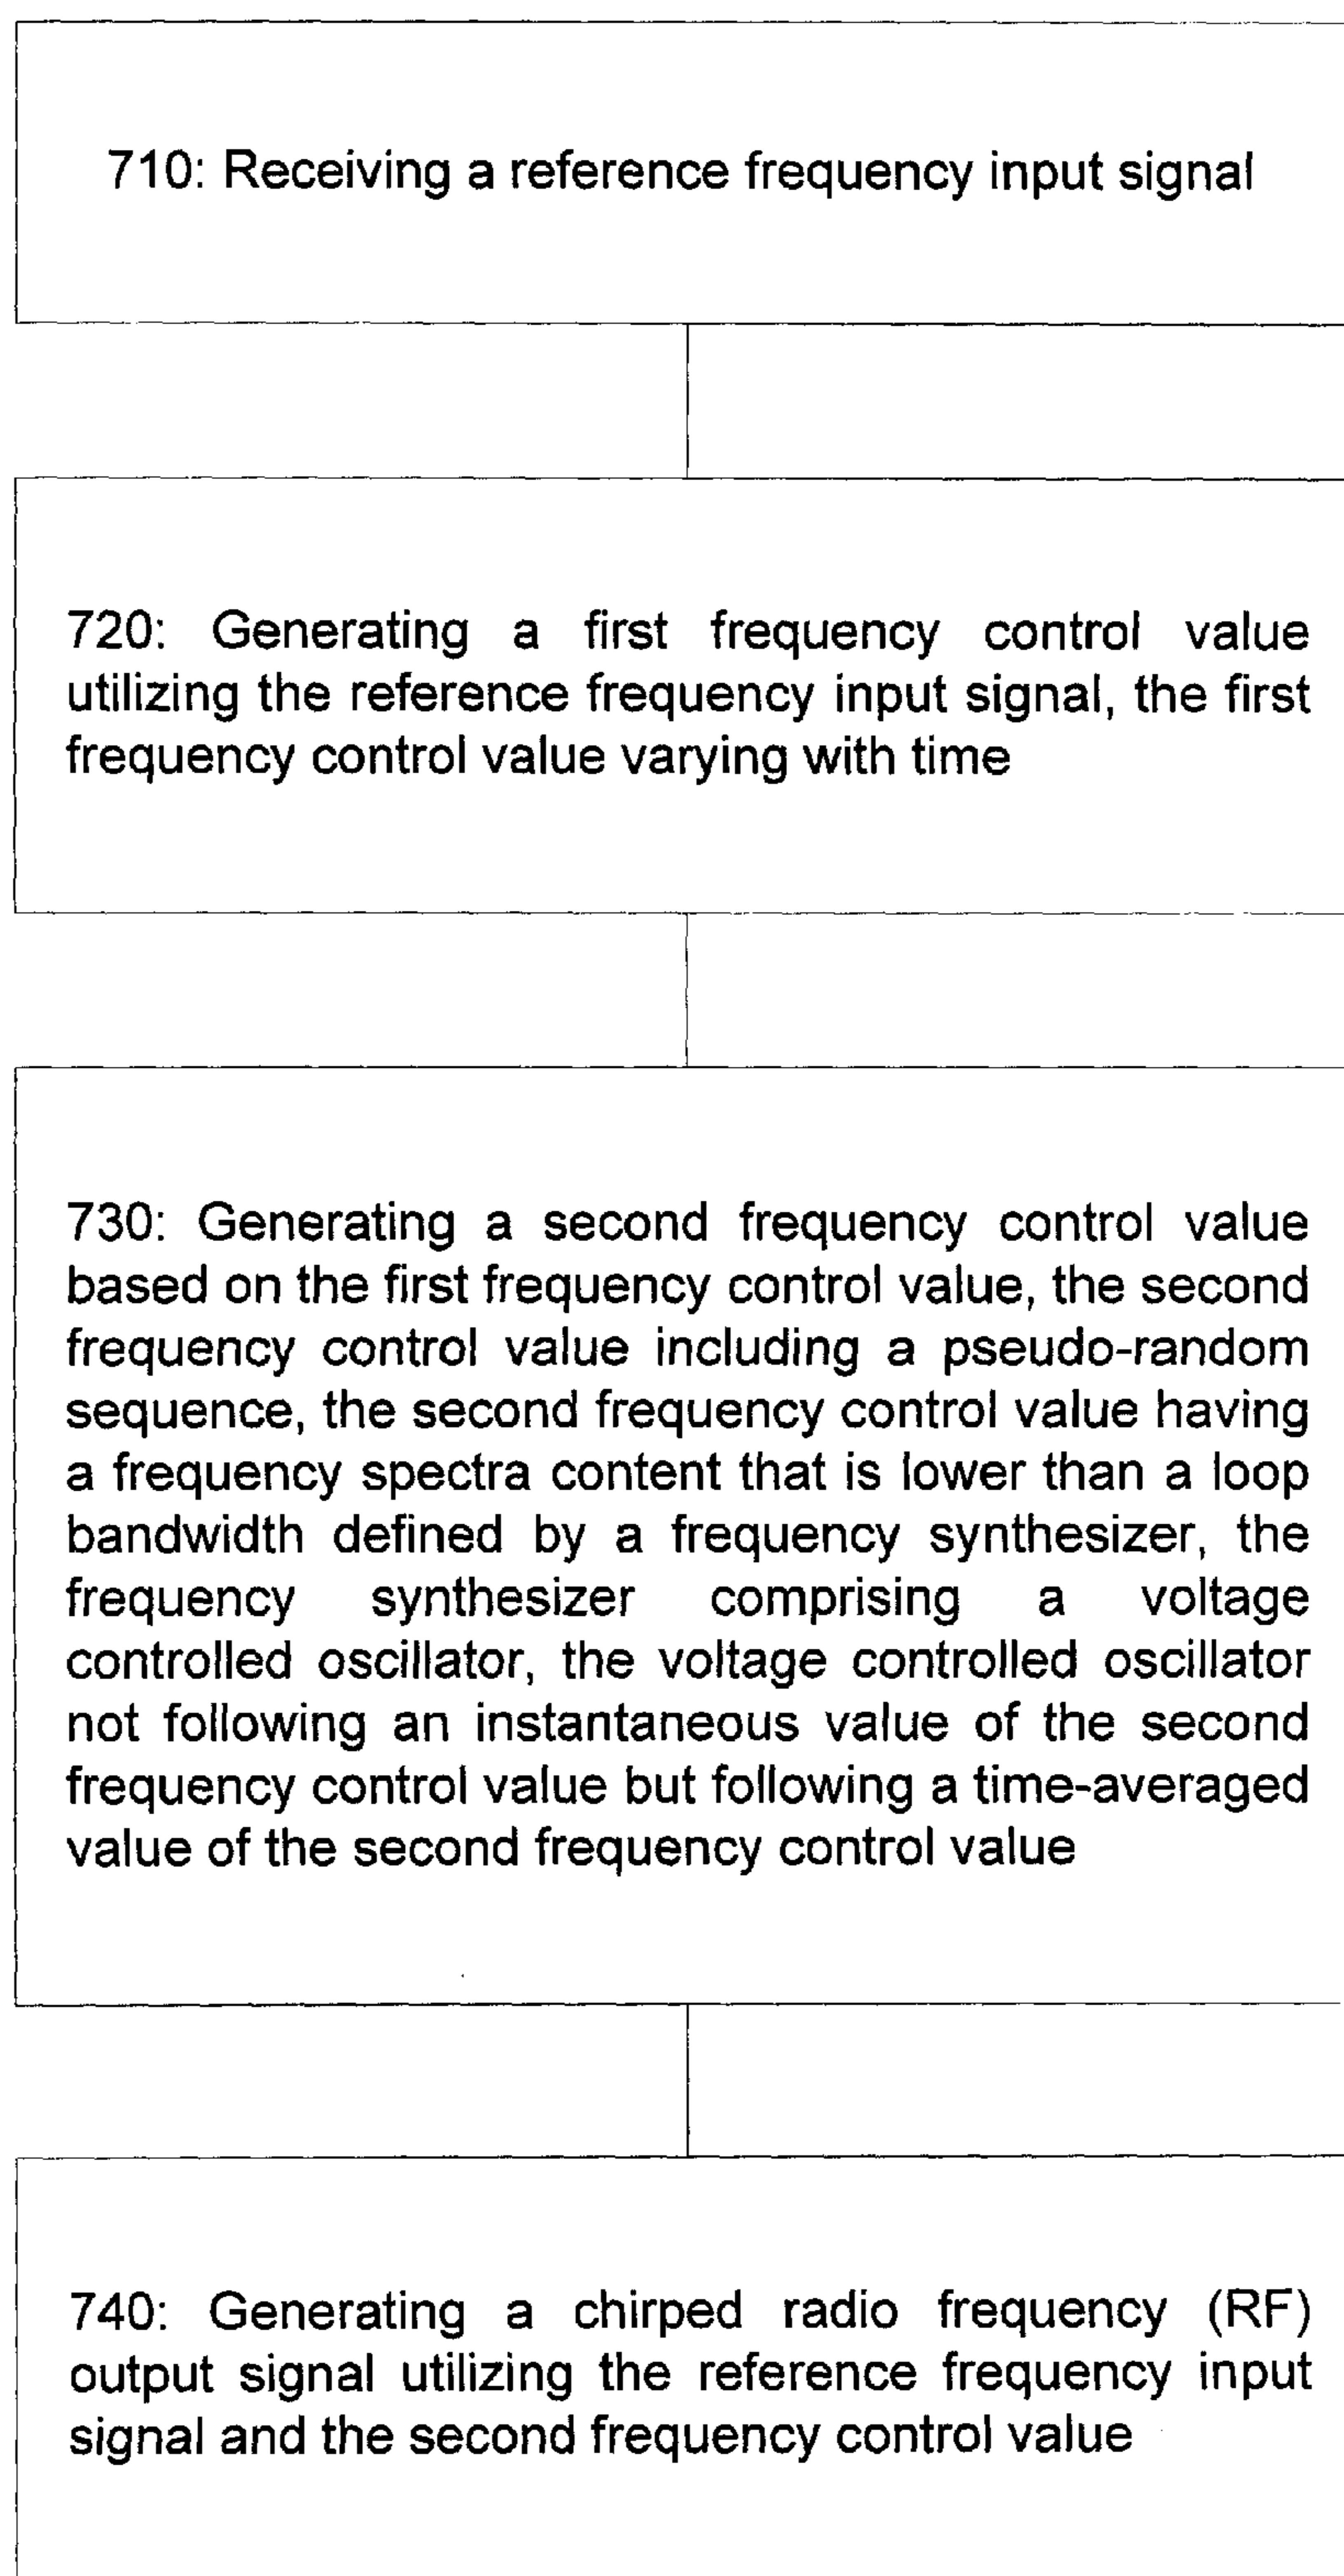 710: Receiving a reference frequency input signal
720: Generating a first frequency control value
utilizing the reference frequency input signal, the first
frequency control value varying with time
730: Generating a second frequency control value
based on the first frequency control value, the second
frequency control value including a pseudo-random
sequence, the second frequency control value having
a frequency spectra content that is lower than a loop
bandwidth defined by a frequency synthesizer, the
frequency synthesizer comprising a voltage
controlled oscillator, the voltage controlled oscillator
not following an instantaneous value of the second
frequency control value but following a time-averaged
value of the second frequency control value
740: Generating a chirped radio frequency (RF)
output signal utilizing the reference frequency input
signal and the second frequency control value